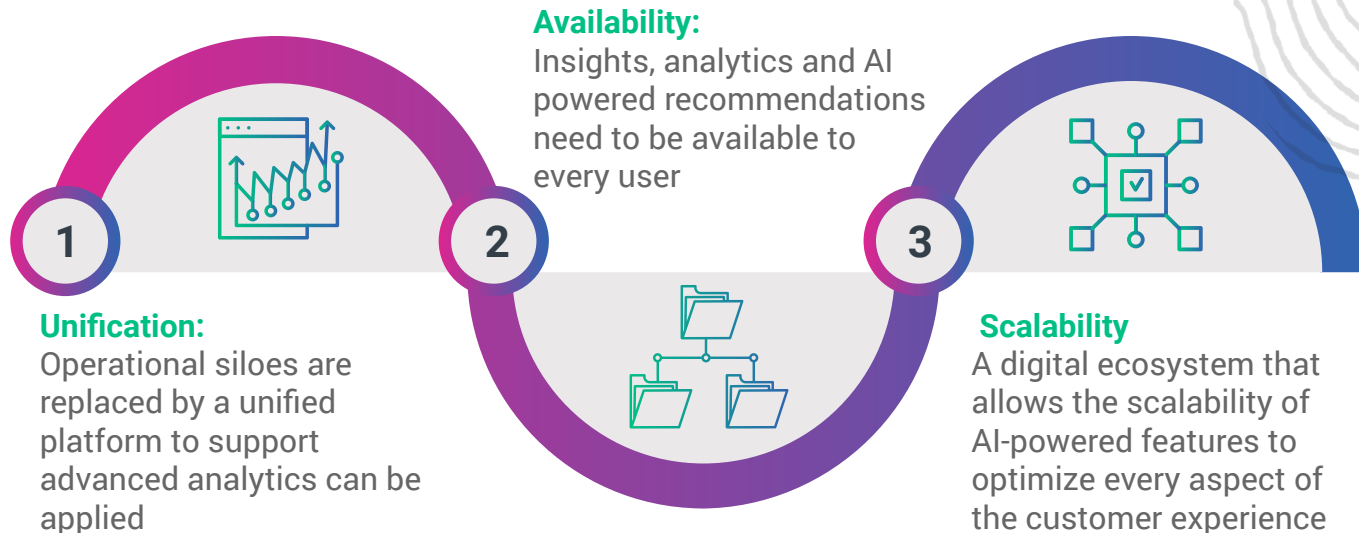 1
Unification:
Operational siloes are
replaced by a unified
platform to support
advanced analytics can be
applied
2
Availability:
Insights, analytics and AI
powered recommendations
need to be available to
every user
3
Scalability
A digital ecosystem that
allows the scalability of
AI-powered features to
optimize every aspect of
the customer experience